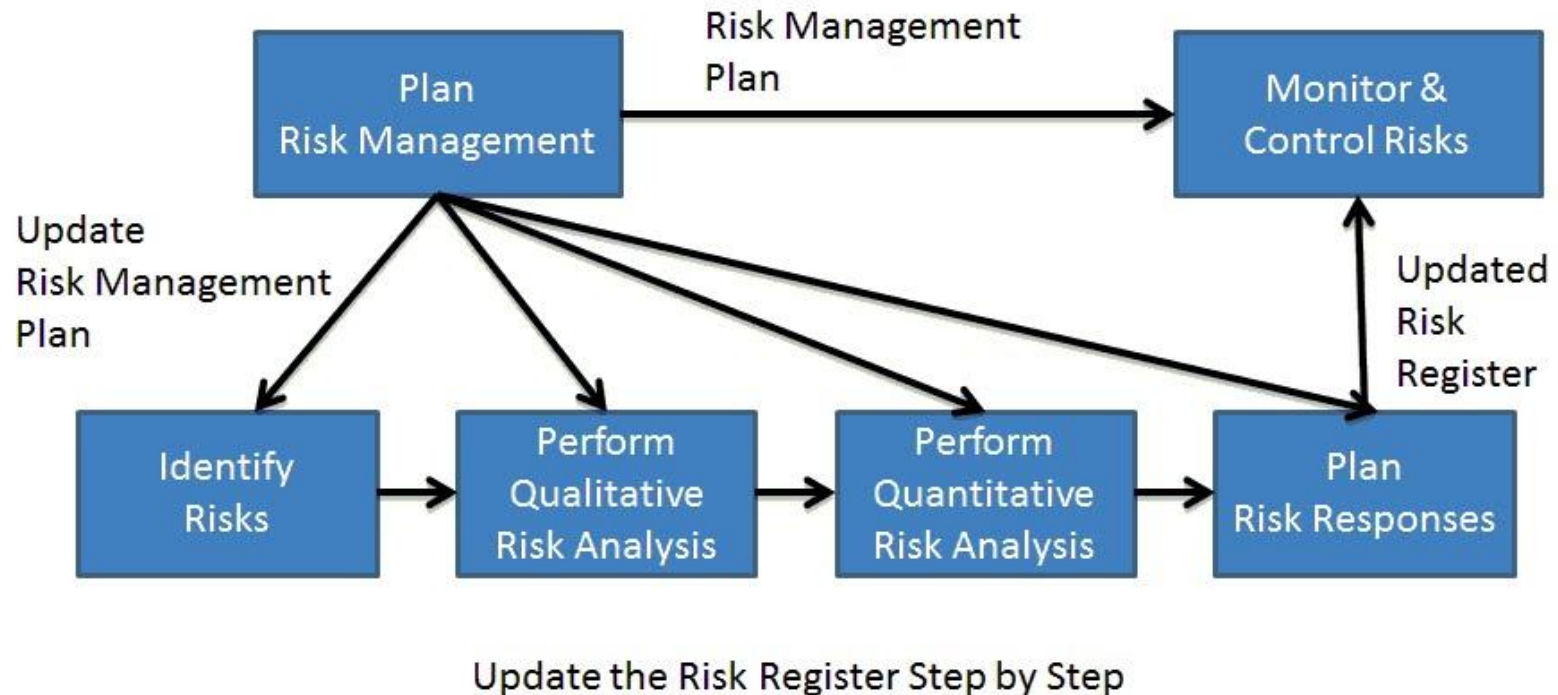 Plan
Risk Management
Risk Management
Plan
Monitor &
Control Risks
Update
Risk Management
Plan
Updated
Risk
Register
Identify
Risks
Perform
Qualitative
Risk Analysis
Perform
Quantitative
Risk Analysis
Plan
Risk Responses
Update the Risk Register Step by Step